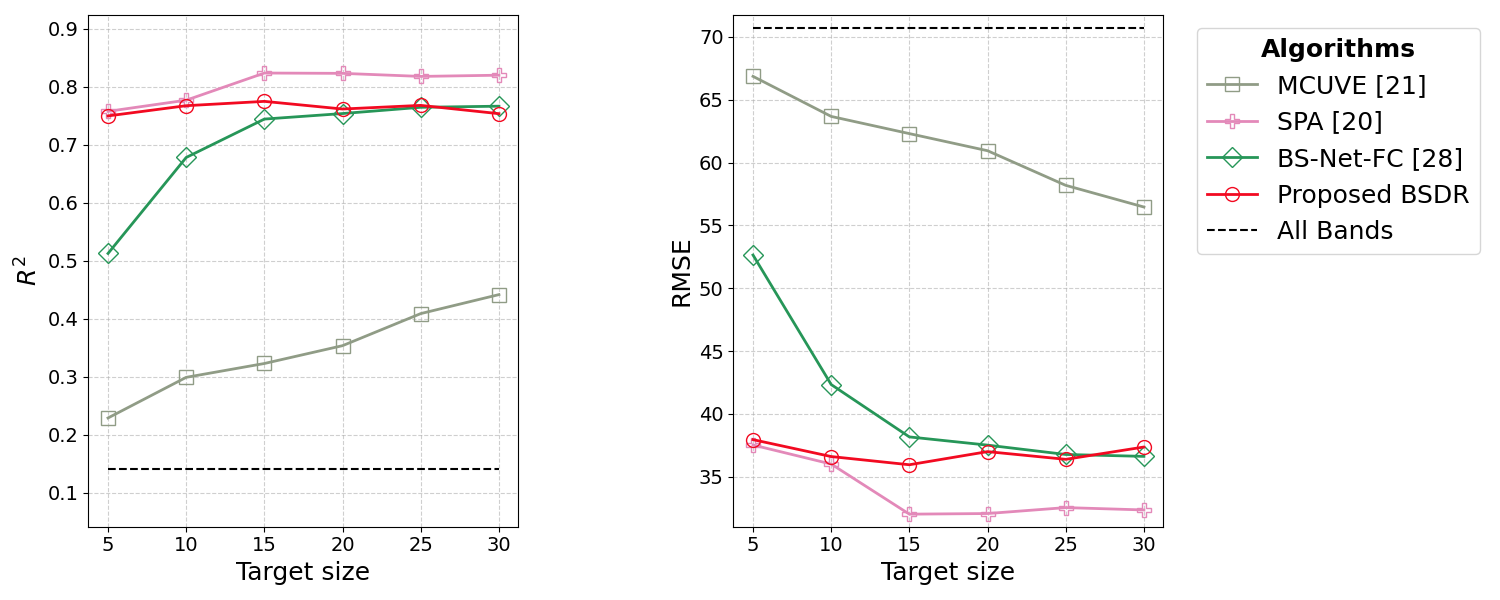 0.9
0.8
0.7
0.6
0.5
0.4
0.3
0.2
0.1
R²
5 10 15 20 25 30
Target size
70
65
60
55
50
45
40
35
RMSE
5 10 15 20 25 30
Target size
Algorithms
MCUVE [21]
SPA [20]
BS-Net-FC [28]
Proposed BSDR
All Bands